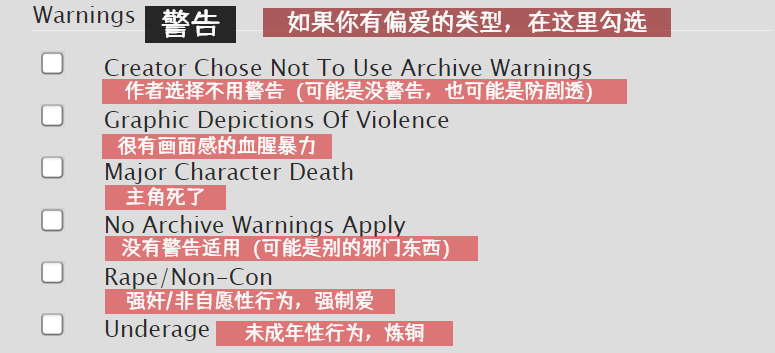 Warnings 警告 如果你有偏爱的类型，在这里勾选
Creator Chose Not To Use Archive Warnings
作者选择不用警告（可能是没警告，也可能是防剧透）
Graphic Depictions Of Violence
很有画面感的血腥暴力
Major Character Death
主角死了
No Archive Warnings Apply
没有警告适用（可能是别的邪门东西）
Rape/Non-Con
强奸/非自愿性行为，强制爱
Underage 未成年性行为，炼铜